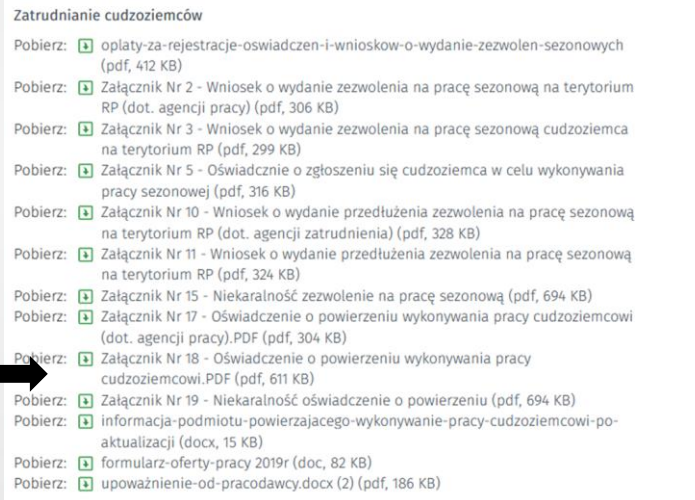 Zatrudnianie cudzoziemców
Pobierz: oplaty-za-rejestracje-oswiadczen-i-wnioskow-o-wydanie-zezwolen-sezonowych
(pdf, 412 KB)
Pobierz: Załącznik Nr 2 - Wniosek o wydanie zezwolenia na pracę sezonową na terytorium
RP (dot. agencji pracy) (pdf, 306 KB)
Pobierz: Załącznik Nr 3 - Wniosek o wydanie zezwolenia na pracę sezonową cudzoziemca
na terytorium RP (pdf, 299 KB)
Pobierz: Załącznik Nr 5 - Oświadcznie o zgłoszeniu się cudzoziemca w celu wykonywania
pracy sezonowej (pdf, 316 KB)
Pobierz: Załącznik Nr 10 - Wniosek o wydanie przedłużenia zezwolenia na pracę sezonową
na terytorium RP (dot. agencji zatrudnienia) (pdf, 328 KB)
Pobierz: Załącznik Nr 11 - Wniosek o wydanie przedłużenia zezwolenia na pracę sezonową
na terytorium RP (pdf, 324 KB)
Pobierz: Załącznik Nr 15 - Niekaralność zezwolenie na pracę sezonową (pdf, 694 KB)
Pobierz: Załącznik Nr 17 - Oświadczenie o powierzeniu wykonywania pracy cudzoziemcowi
(dot. agencji pracy).PDF (pdf, 304 KB)
Pobierz: Załącznik Nr 18 - Oświadczenie o powierzeniu wykonywania pracy
cudzoziemcowi.PDF (pdf, 611 KB)
Pobierz: Załącznik Nr 19 - Niekaralność oświadczenie o powierzeniu (pdf, 694 KB)
Pobierz: informacja-podmiotu-powierzajacego-wykonywanie-pracy-cudzoziemcowi-po-
aktualizacji (docx, 15 KB)
Pobierz: formularz-oferty-pracy 2019r (doc, 82 KB)
Pobierz: upoważnienie-od-pracodawcy.docx (2) (pdf, 186 KB)